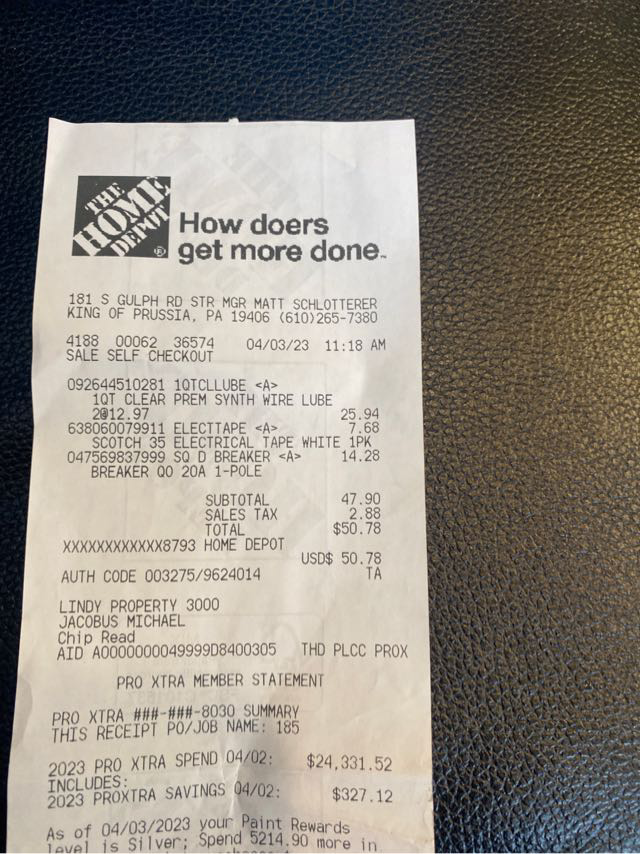 THE
HOME
DEPOT
®
How doers
get more done™
181 S GULPH RD STR MGR MATT SCHLOTTERER
KING OF PRUSSIA, PA 19406 (610)265-7380
4188 00062 36574 04/03/23 11:18 AM
SALE SELF CHECKOUT
092644510281 1QTCLLUBE <A>
1QT CLEAR PREM SYNTH WIRE LUBE
2@12.97 25.94
638060079911 ELECTTAPE <A> 7.68
SCOTCH 35 ELECTRICAL TAPE WHITE 1PK
047569837999 SQ D BREAKER <A> 14.28
BREAKER QO 20A 1-POLE
SUBTOTAL 47.90
SALES TAX 2.88
TOTAL $50.78
XXXXXXXXXXXX8793 HOME DEPOT
USD$ 50.78
AUTH CODE 003275/9624014 TA
LINDY PROPERTY 3000
JACOBUS MICHAEL
Chip Read
AID A0000000049999D8400305 THD PLCC PROX
PRO XTRA MEMBER STATEMENT
PRO XTRA ###-###-8030 SUMMARY
THIS RECEIPT PO/JOB NAME: 185
2023 PRO XTRA SPEND 04/02: $24,331.52
INCLUDES:
2023 PROXTRA SAVINGS 04/02: $327.12
As of 04/03/2023 your Paint Rewards
level is Silver; Spend 5214.90 more in